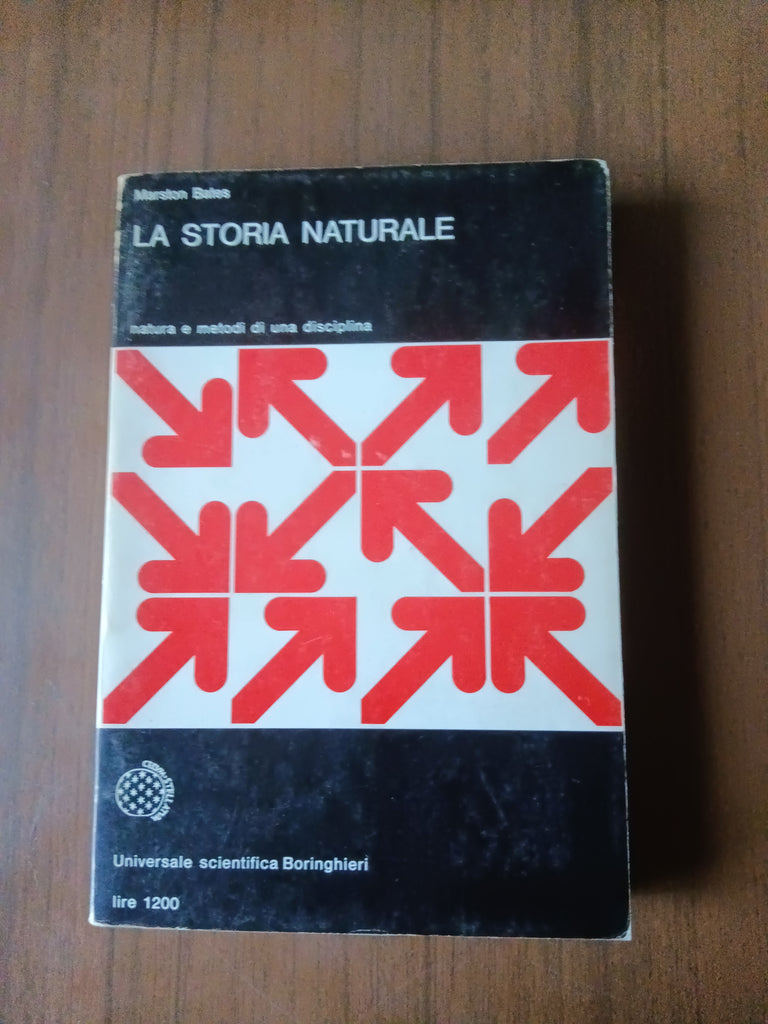 Marston Bates
LA STORIA NATURALE
natura e metodi di una disciplina
Universale scientifica Boringhieri
lire 1200